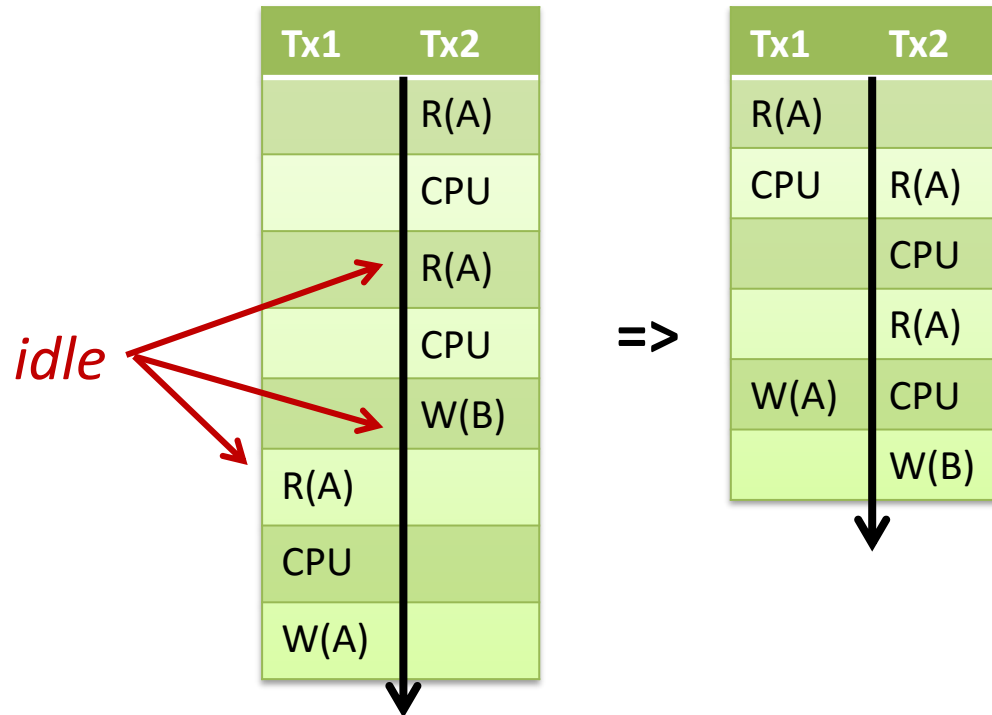 Tx1 Tx2
R(A)
CPU
R(A)
CPU
W(B)
R(A)
CPU
W(A)
idle
=>
Tx1 Tx2
R(A)
CPU R(A)
CPU
R(A)
W(A) CPU
W(B)